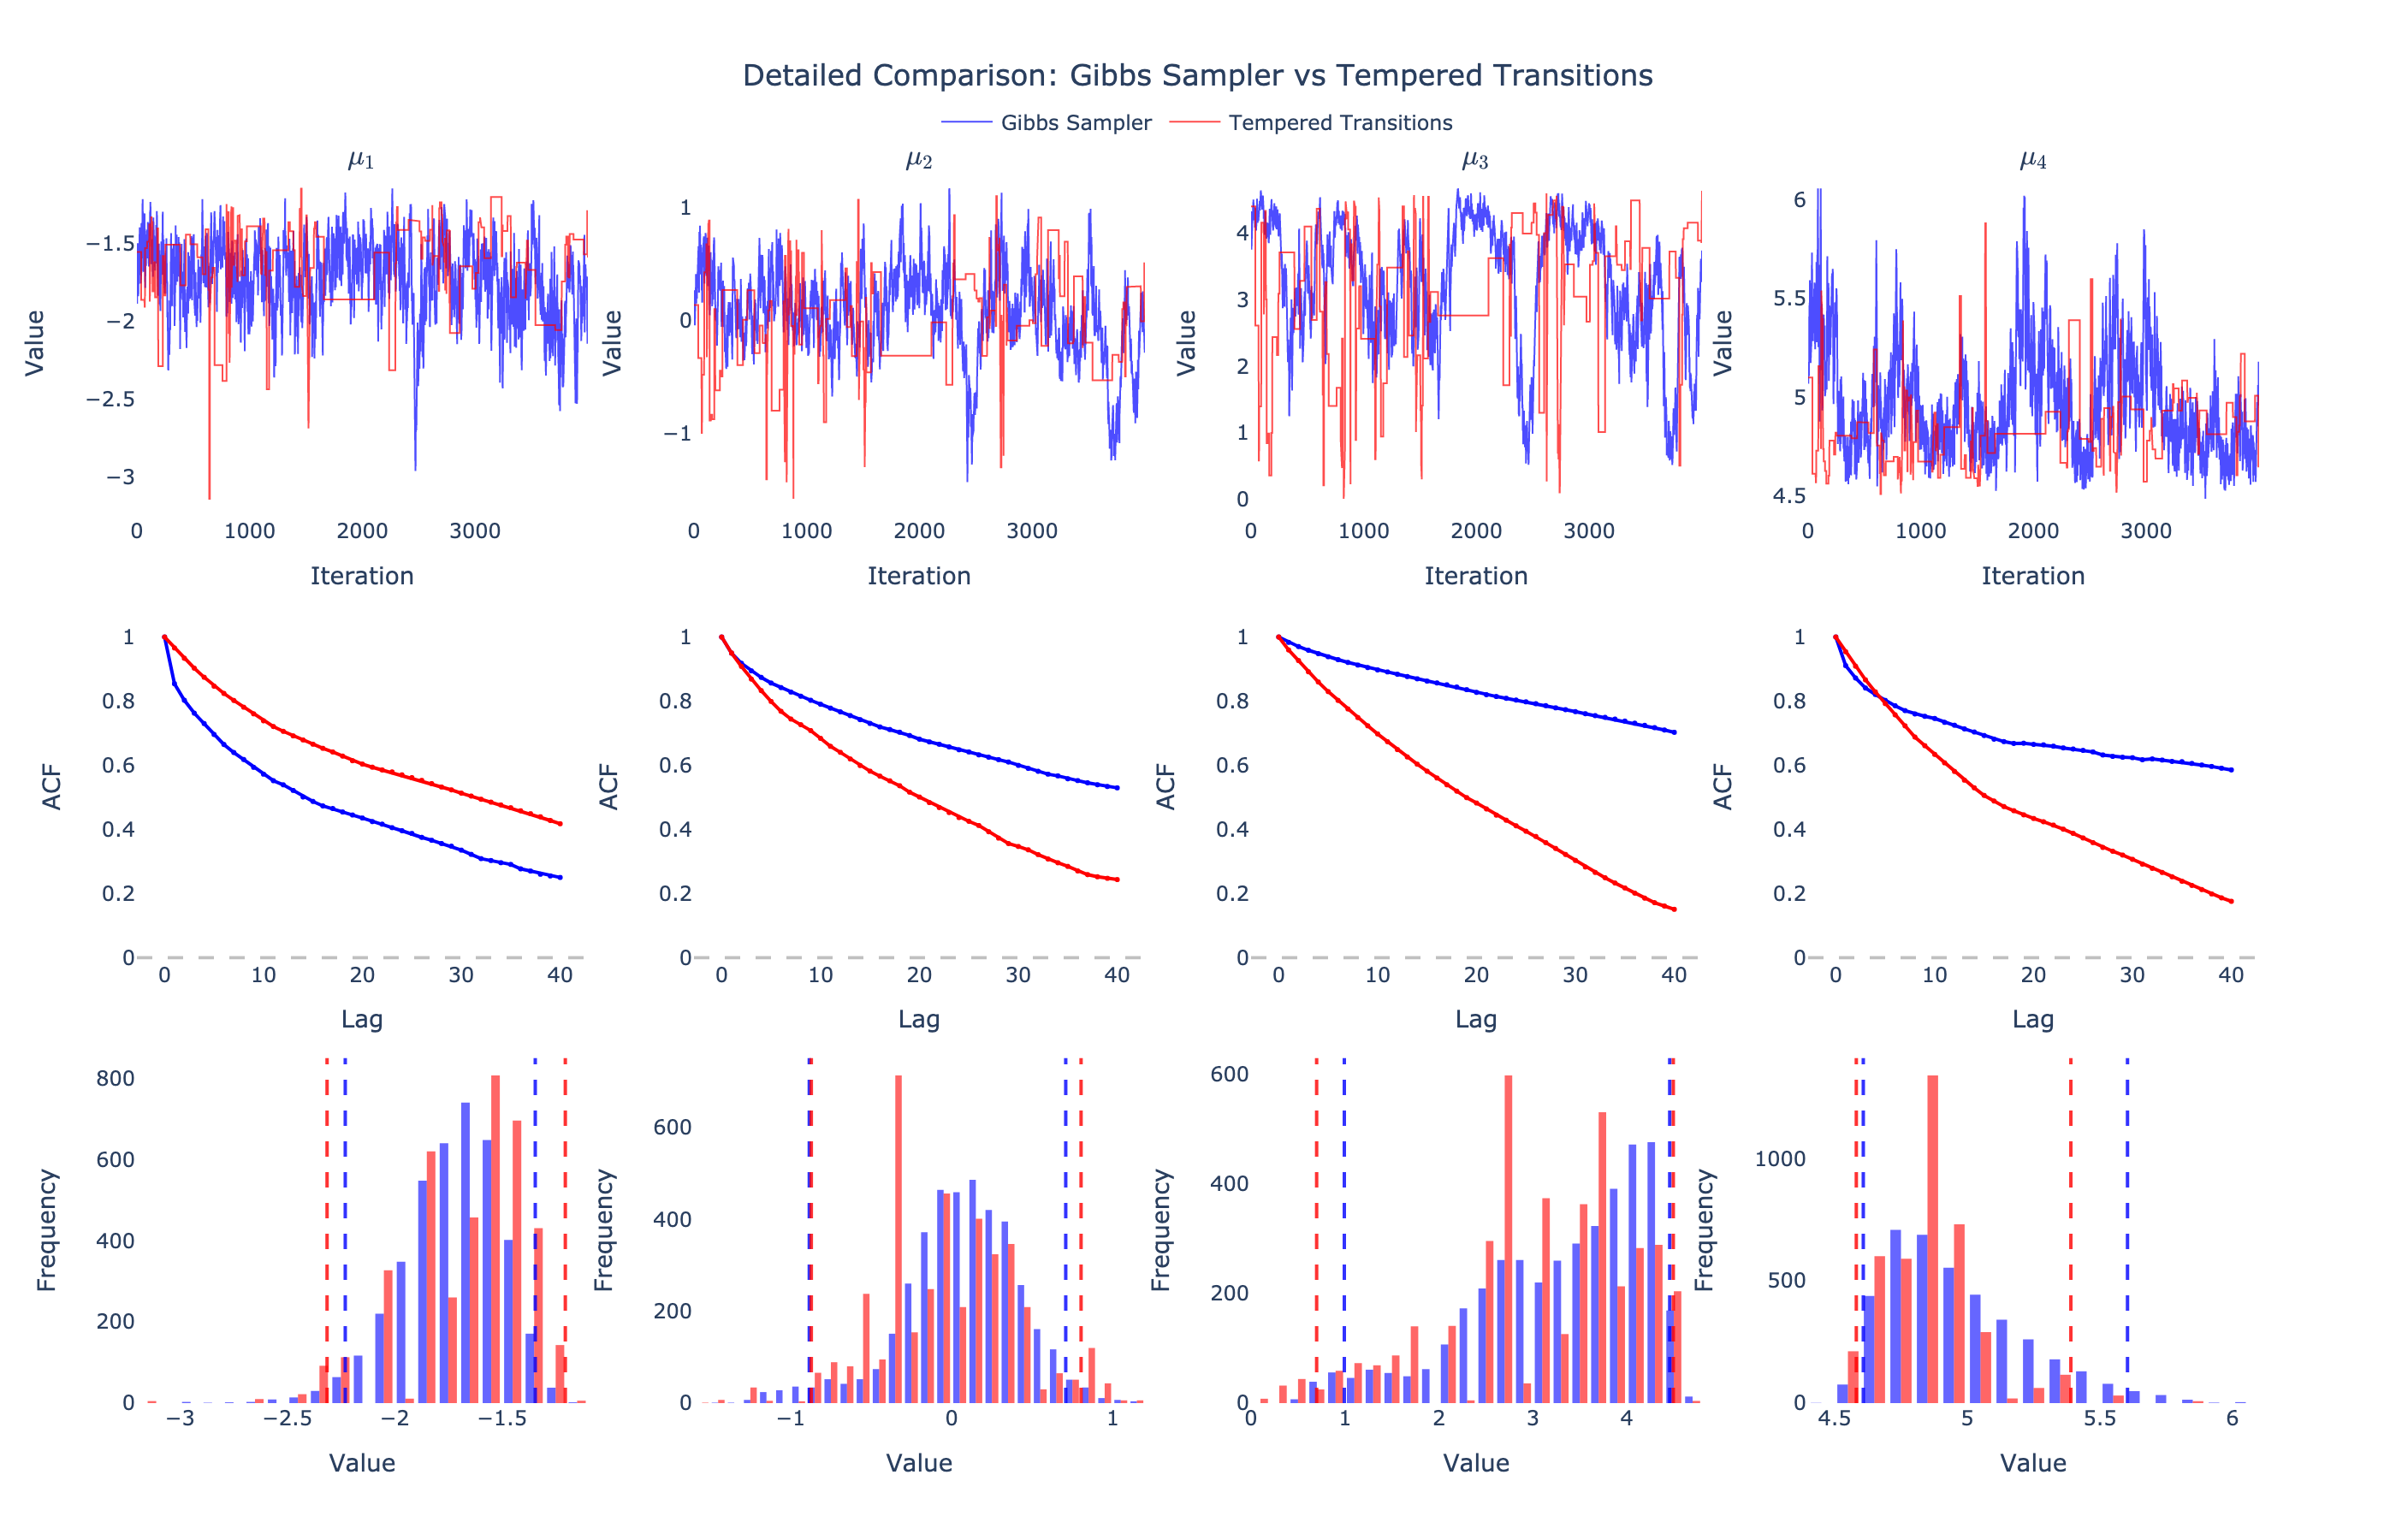 Detailed Comparison: Gibbs Sampler vs Tempered Transitions
Gibbs Sampler Tempered Transitions
μ1 μ2 μ3 μ4
Value
−1.5
−2
−2.5
−3
0 1000 2000 3000
Iteration
Value
1
0
−1
0 1000 2000 3000
Iteration
Value
4
3
2
1
0
0 1000 2000 3000
Iteration
Value
6
5.5
5
4.5
0 1000 2000 3000
Iteration
ACF
1
0.8
0.6
0.4
0.2
0
0 10 20 30 40
Lag
ACF
1
0.8
0.6
0.4
0.2
0
0 10 20 30 40
Lag
ACF
1
0.8
0.6
0.4
0.2
0
0 10 20 30 40
Lag
ACF
1
0.8
0.6
0.4
0.2
0
0 10 20 30 40
Lag
Frequency
800
600
400
200
0
−3 −2.5 −2 −1.5
Value
Frequency
600
400
200
0
−1 0 1
Value
Frequency
600
400
200
0
0 1 2 3 4
Value
Frequency
1000
500
0
4.5 5 5.5 6
Value